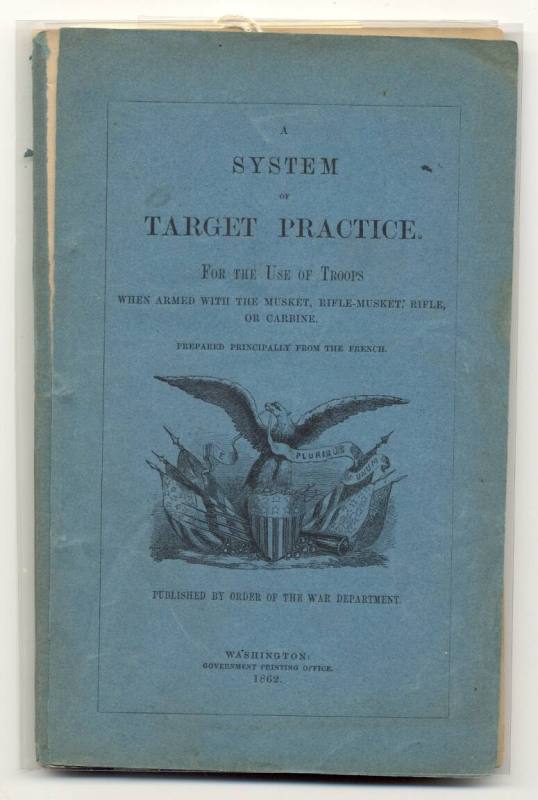 A
SYSTEM
OF
TARGET PRACTICE.
FOR THE USE OF TROOPS
WHEN ARMED WITH THE MUSKET, RIFLE-MUSKET, RIFLE,
OR CARBINE.
PREPARED PRINCIPALLY FROM THE FRENCH.
E PLURIBUS UNUM
PUBLISHED BY ORDER OF THE WAR DEPARTMENT.
WASHINGTON:
GOVERNMENT PRINTING OFFICE.
1862.